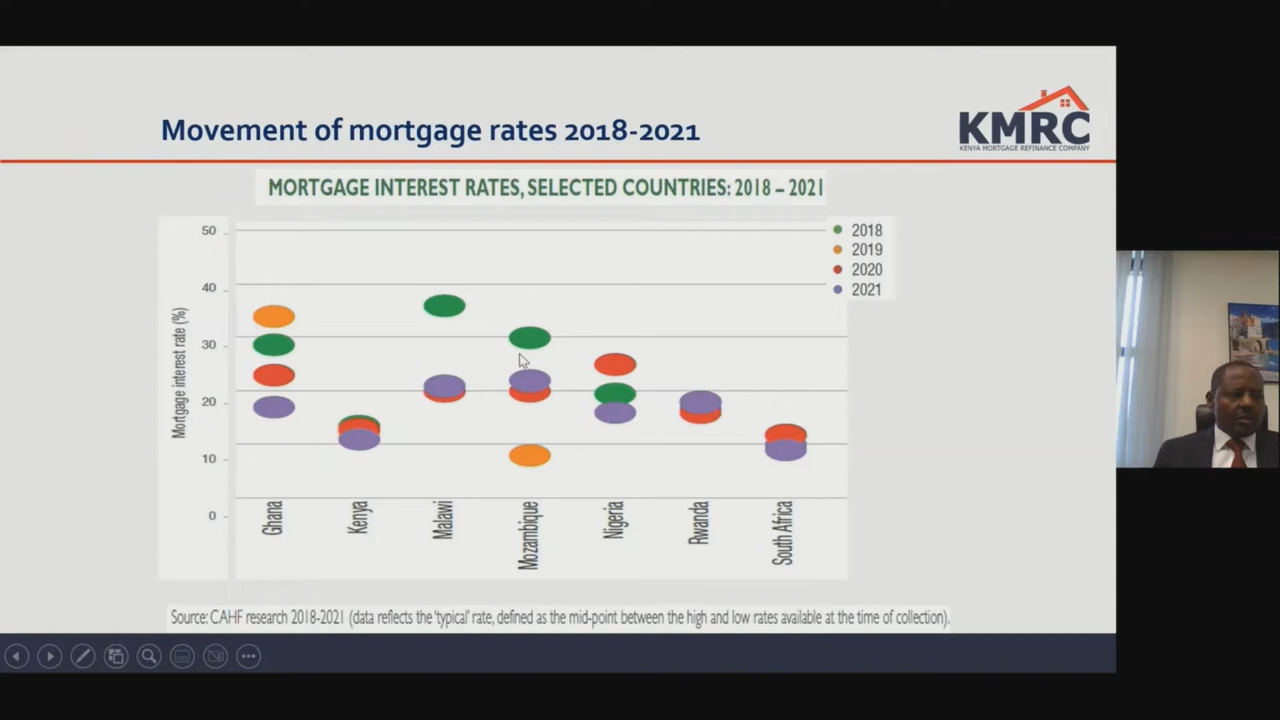 Movement of mortgage rates 2018-2021
KMRC
KENYA MORTGAGE REFINANCE COMPANY
MORTGAGE INTEREST RATES, SELECTED COUNTRIES: 2018 – 2021
2018
2019
2020
2021
Mortgage interest rate (%)
50
40
30
20
10
0
Ghana
Kenya
Malawi
Mozambique
Nigeria
Rwanda
South Africa
Source: CAHF research 2018-2021 (data reflects the 'typical' rate, defined as the mid-point between the high and low rates available at the time of collection).